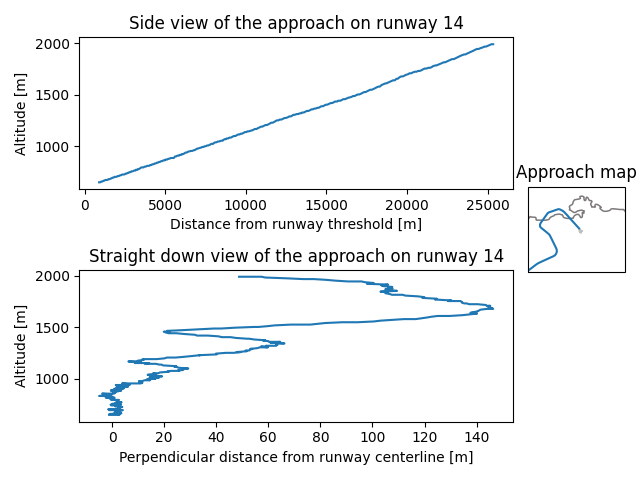 Side view of the approach on runway 14
2000
1500
1000
Altitude [m]
0 5000 10000 15000 20000 25000
Distance from runway threshold [m]
Approach map
Straight down view of the approach on runway 14
2000
1500
1000
Altitude [m]
0 20 40 60 80 100 120 140
Perpendicular distance from runway centerline [m]